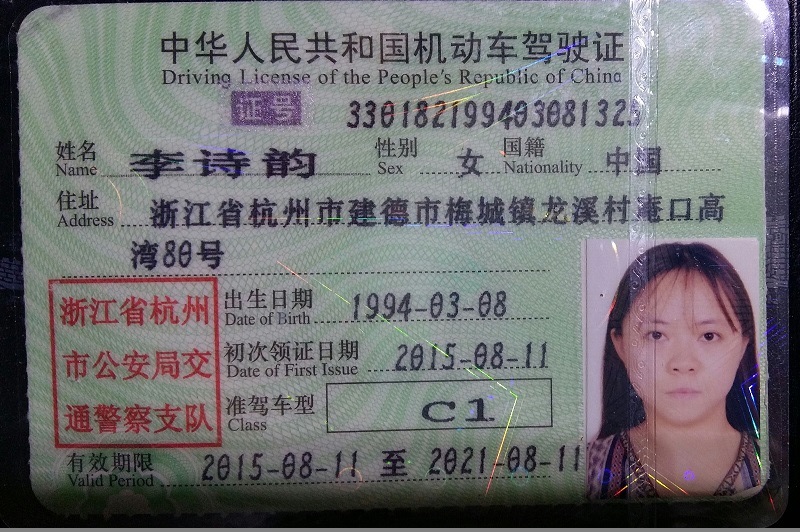 中华人民共和国机动车驾驶证
Driving License of the People's Republic of China
证号 330182199403081325
姓名 Name 李诗韵 性别 Sex 女 国籍 Nationality 中国
住址 Address 浙江省杭州市建德市梅城镇龙溪村庵口高
湾80号
浙江省杭州
市公安局交
通警察支队
出生日期 Date of Birth 1994-03-08
初次领证日期 Date of First Issue 2015-08-11
准驾车型 Class C1
有效期限 Valid Period 2015-08-11 至 2021-08-11